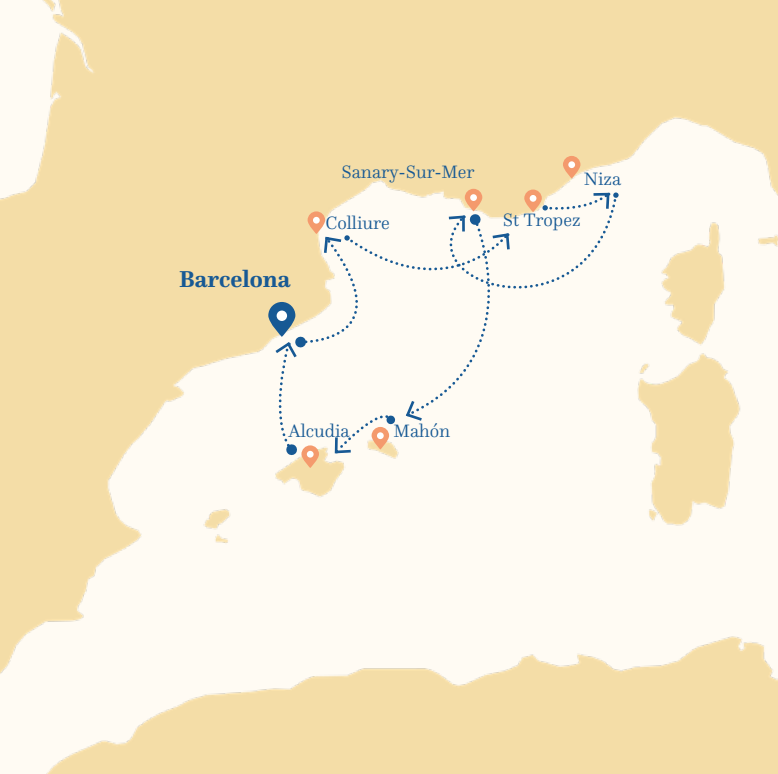 Sanary-Sur-Mer
Niza
Colliure
St Tropez
Barcelona
Alcudia
Mahón